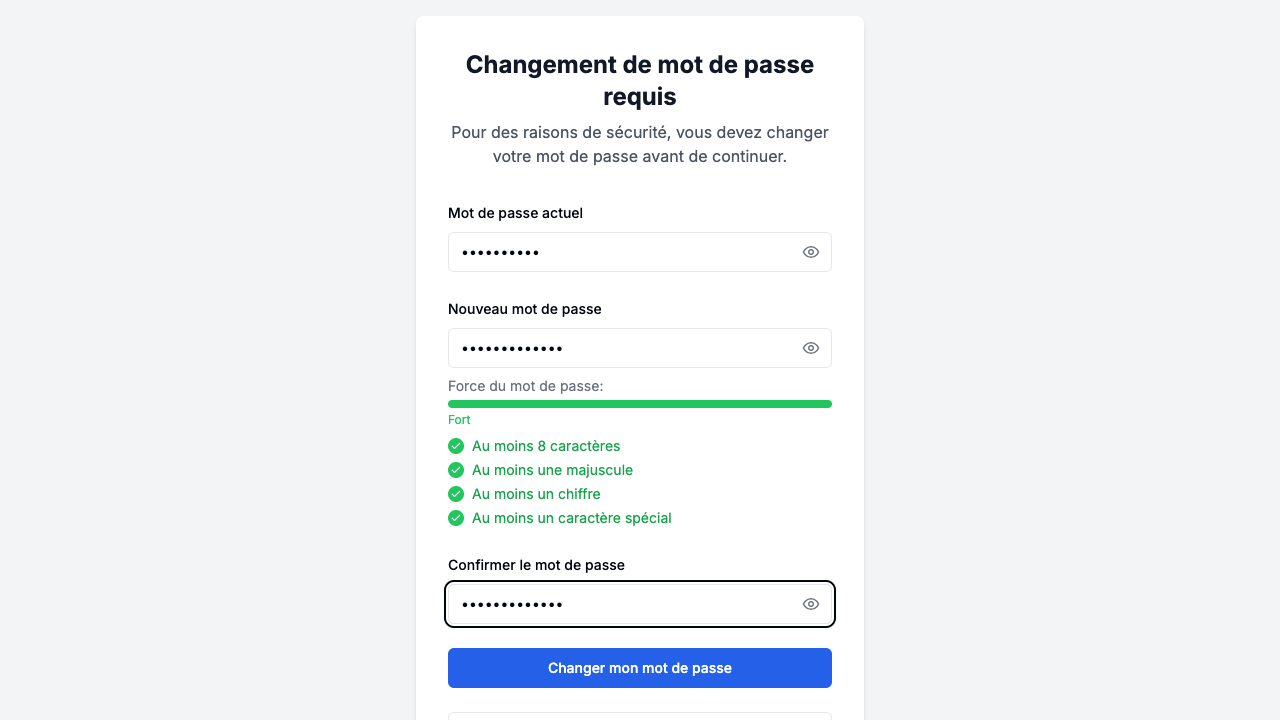 Changement de mot de passe
requis
Pour des raisons de sécurité, vous devez changer
votre mot de passe avant de continuer.
Mot de passe actuel
••••••••••
Nouveau mot de passe
•••••••••••••
Force du mot de passe:
Fort
Au moins 8 caractères
Au moins une majuscule
Au moins un chiffre
Au moins un caractère spécial
Confirmer le mot de passe
•••••••••••••
Changer mon mot de passe